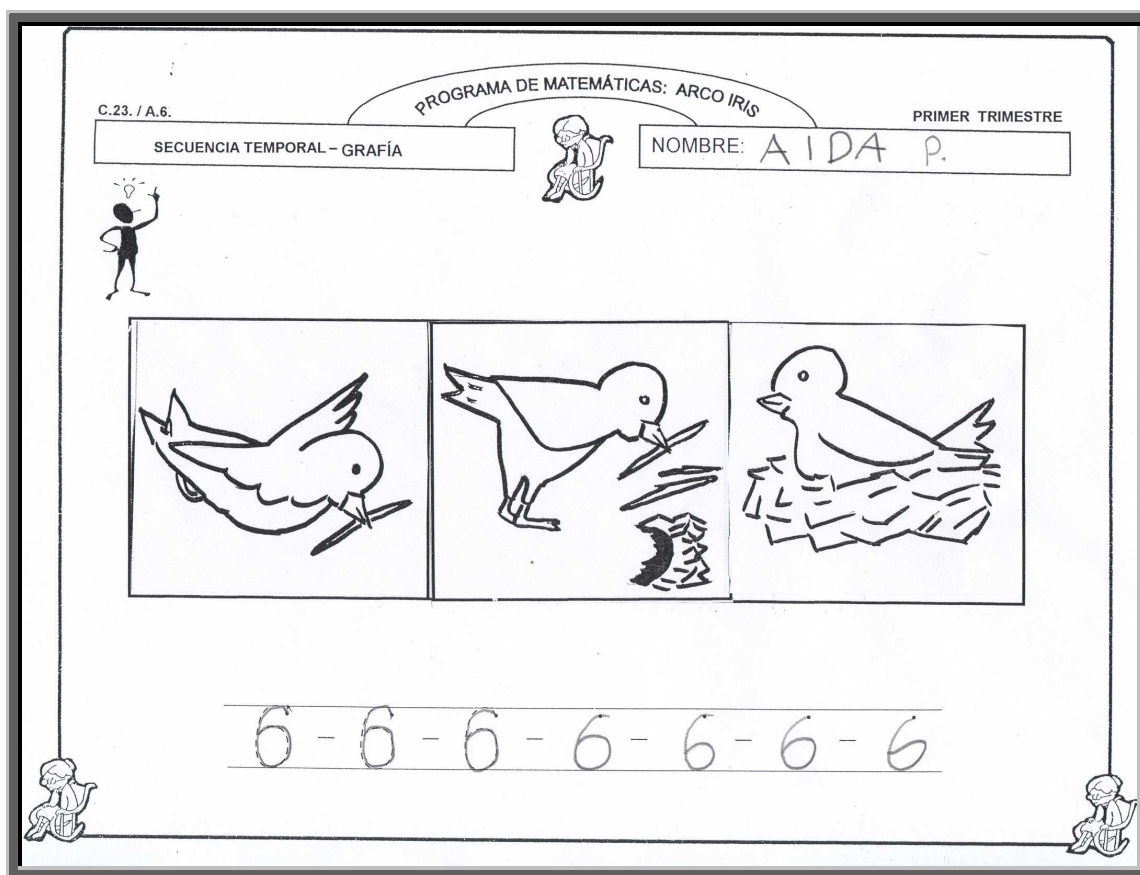 PROGRAMA DE MATEMÁTICAS: ARCO IRIS
C.23. / A.6.
PRIMER TRIMESTRE
SECUENCIA TEMPORAL – GRAFÍA
NOMBRE: AIDA P.
6 - 6 - 6 - 6 - 6 - 6 - 6